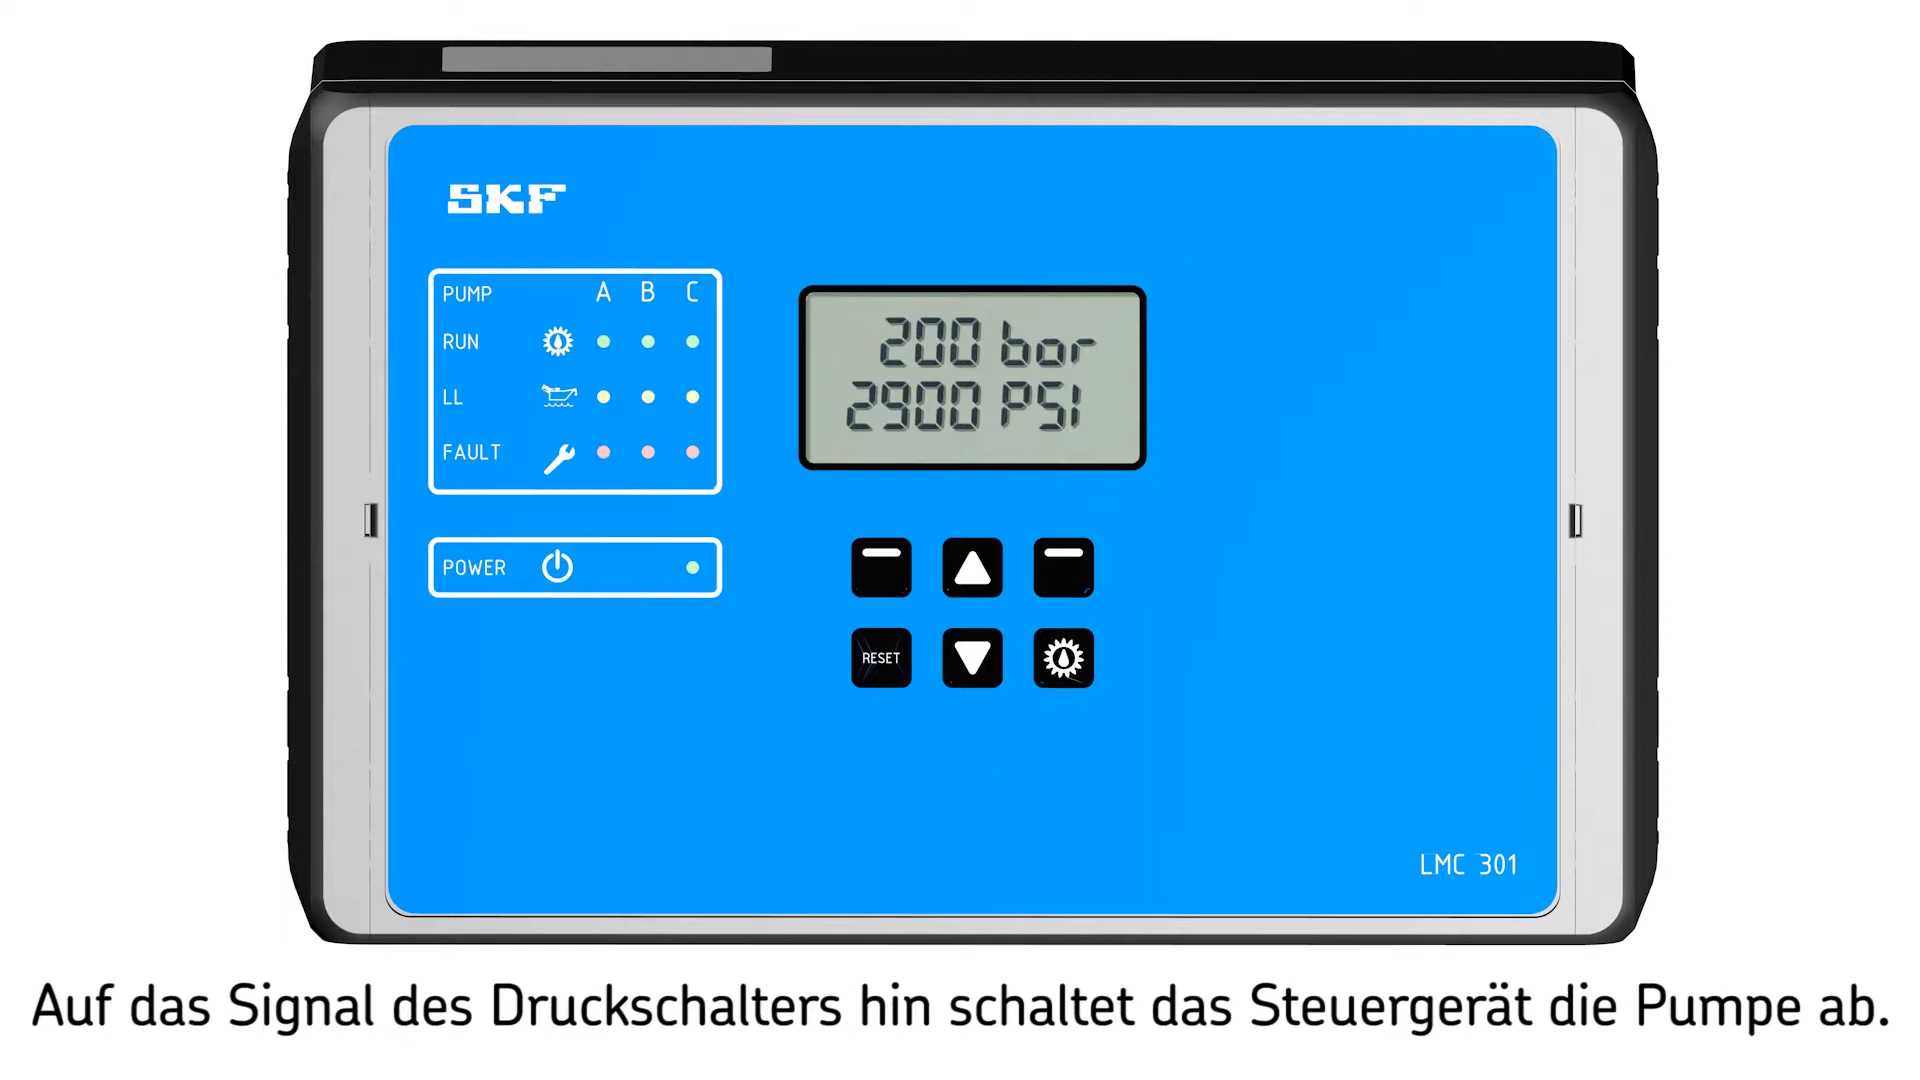 SKF
PUMP A B C
RUN
LL
FAULT
POWER
200 bar
2900 PSI
RESET
LMC 301
Auf das Signal des Druckschalters hin schaltet das Steuergerät die Pumpe ab.